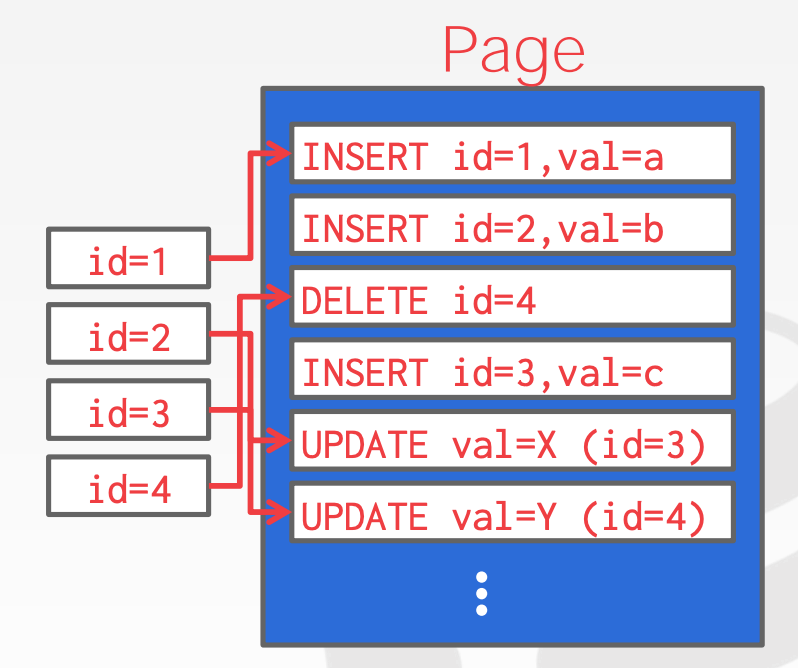 Page
INSERT id=1,val=a
INSERT id=2,val=b
DELETE id=4
INSERT id=3,val=c
UPDATE val=X (id=3)
UPDATE val=Y (id=4)
id=1
id=2
id=3
id=4